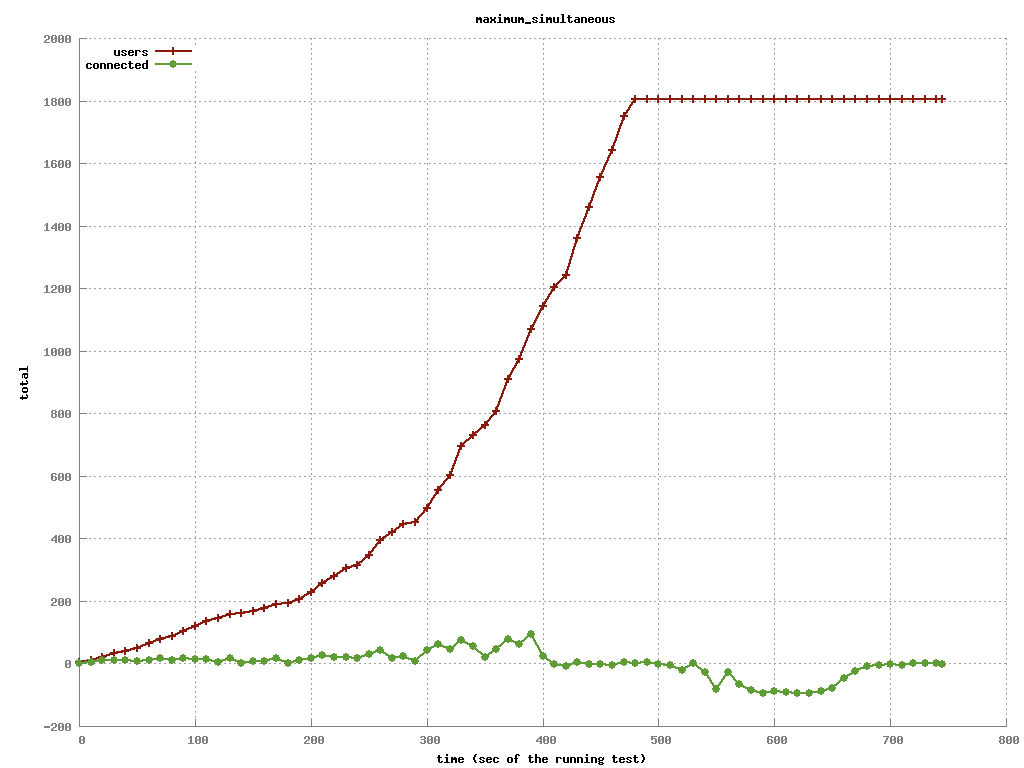 maximum_simultaneous
2000
users
connected
1800
1600
1400
1200
1000
total
800
600
400
200
0
-200
0 100 200 300 400 500 600 700 800
time (sec of the running test)